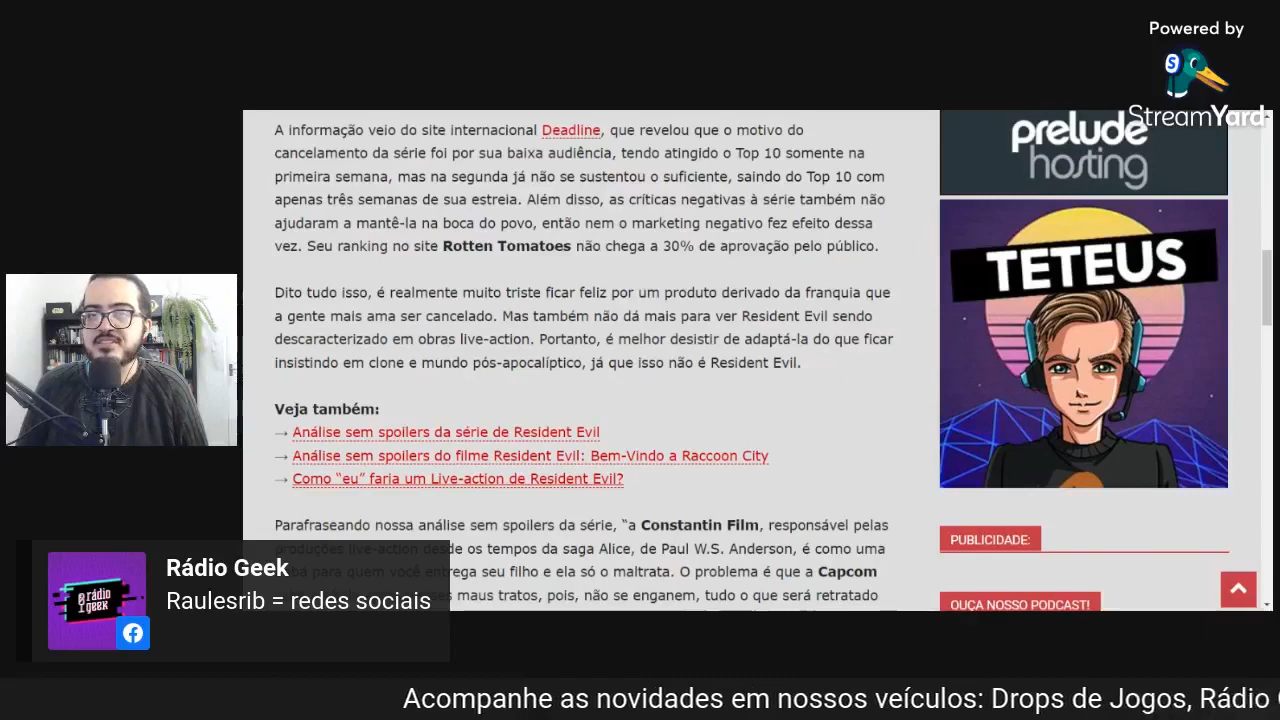 Powered by
StreamYard
A informação veio do site internacional Deadline, que revelou que o motivo do
cancelamento da série foi por sua baixa audiência, tendo atingido o Top 10 somente na
primeira semana, mas na segunda já não se sustentou o suficiente, saindo do Top 10 com
apenas três semanas de sua estreia. Além disso, as críticas negativas à série também não
ajudaram a mantê-la na boca do povo, então nem o marketing negativo fez efeito dessa
vez. Seu ranking no site Rotten Tomatoes não chega a 30% de aprovação pelo público.
Dito tudo isso, é realmente muito triste ficar feliz por um produto derivado da franquia que
a gente mais ama ser cancelado. Mas também não dá mais para ver Resident Evil sendo
descaracterizado em obras live-action. Portanto, é melhor desistir de adaptá-la do que ficar
insistindo em clone e mundo pós-apocalíptico, já que isso não é Resident Evil.
Veja também:
→ Análise sem spoilers da série de Resident Evil
→ Análise sem spoilers do filme Resident Evil: Bem-Vindo a Raccoon City
→ Como “eu” faria um Live-action de Resident Evil?
Parafraseando nossa análise sem spoilers da série, “a Constantin Film, responsável pelas
produções live-action desde os tempos da saga Alice, de Paul W.S. Anderson, é como uma
para quem você entrega seu filho e ela só o maltrata. O problema é que a Capcom
maus tratos, pois, não se enganem, tudo o que será retratado
prelude
hosting
TETEUS
PUBLICIDADE:
OUÇA NOSSO PODCAST!
rádio
geek
Rádio Geek
Raulesrib = redes sociais
Acompanhe as novidades em nossos veículos: Drops de Jogos, Rádio